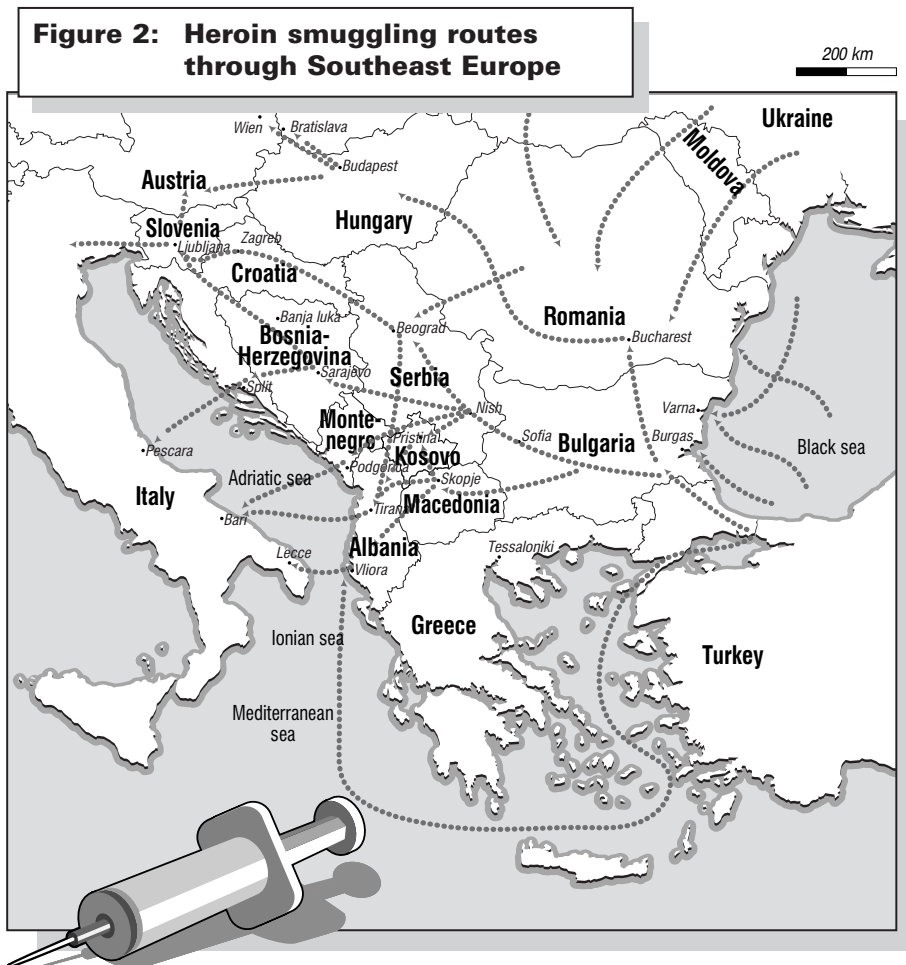 Figure 2: Heroin smuggling routes
through Southeast Europe
200 km
Ukraine
Moldova
Wien
Bratislava
Budapest
Austria
Hungary
Slovenia
Ljubljana
Zagreb
Croatia
Banja luka
Bosnia-
Herzegovina
Sarajevo
Beograd
Romania
Bucharest
Split
Serbia
Nish
Varna
Monte-
negro
Pristina
Kosovo
Sofia
Bulgaria
Burgas
Black sea
Pescara
Podgorica
Adriatic sea
Skopje
Italy
Bari
Tiran
Macedonia
Albania
Lecce
Vliora
Tessaloniki
Ionian sea
Greece
Turkey
Mediterranean
sea